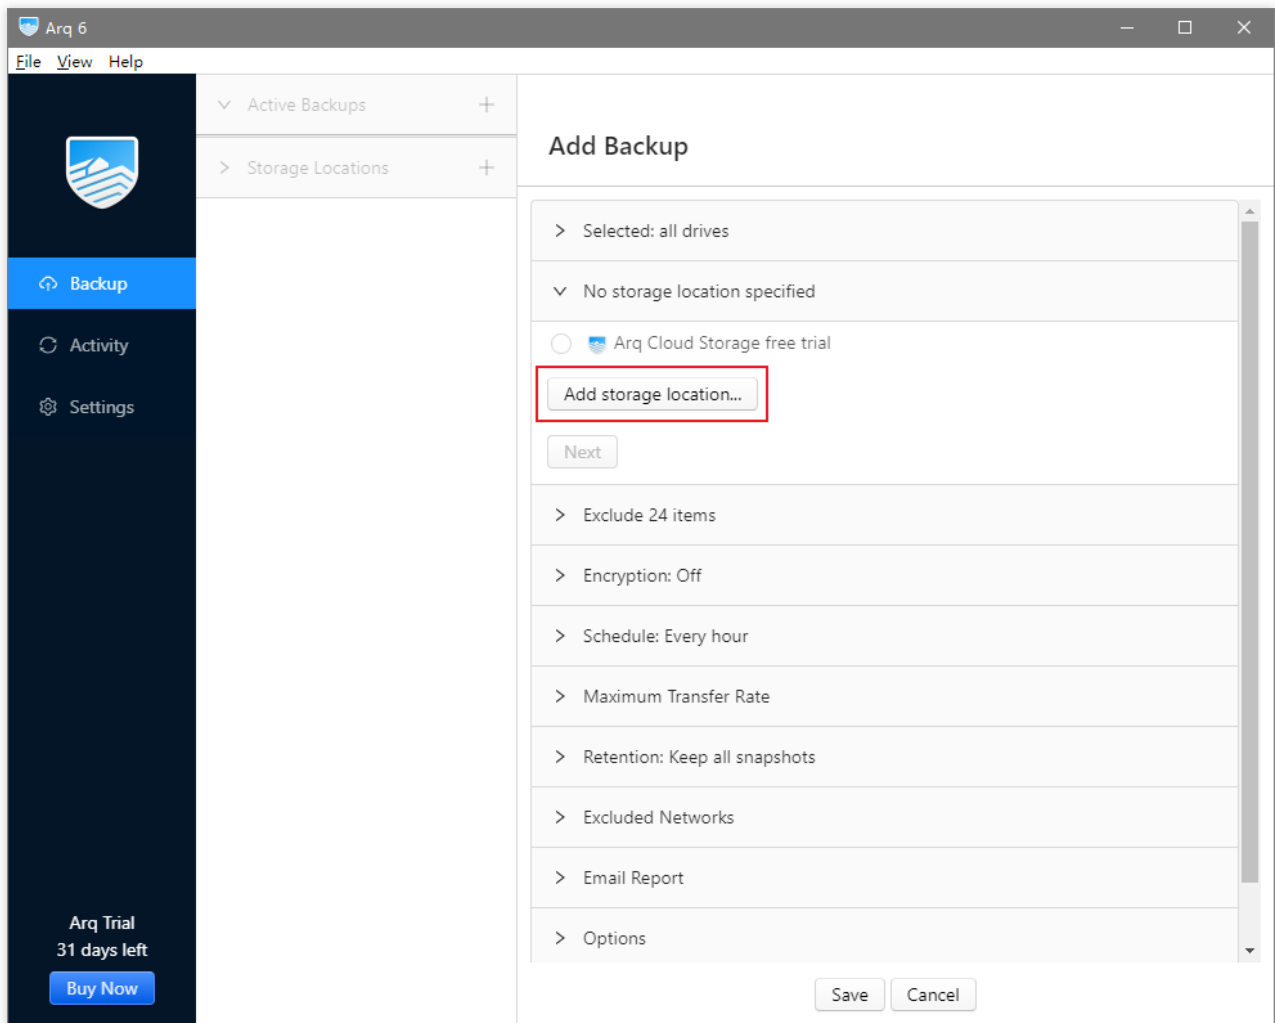 Arq 6
File View Help
Active Backups
Storage Locations
Backup
Activity
Settings
Arq Trial
31 days left
Buy Now
Add Backup
Selected: all drives
No storage location specified
Arq Cloud Storage free trial
Add storage location...
Next
Exclude 24 items
Encryption: Off
Schedule: Every hour
Maximum Transfer Rate
Retention: Keep all snapshots
Excluded Networks
Email Report
Options
Save Cancel